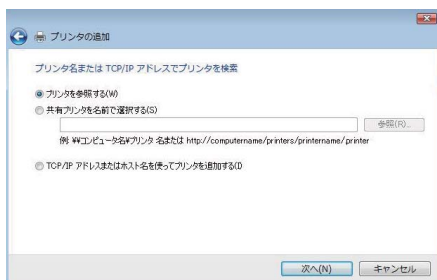 プリンタの追加
プリンタ名または TCP/IP アドレスでプリンタを検索
プリンタを参照する(W)
共有プリンタを名前で選択する(S)
参照(R)...
例: ¥¥コンピュータ名¥プリンタ 名または http://computername/printers/printername/printer
TCP/IP アドレスまたはホスト名を使ってプリンタを追加する(I
次へ(N)
キャンセル